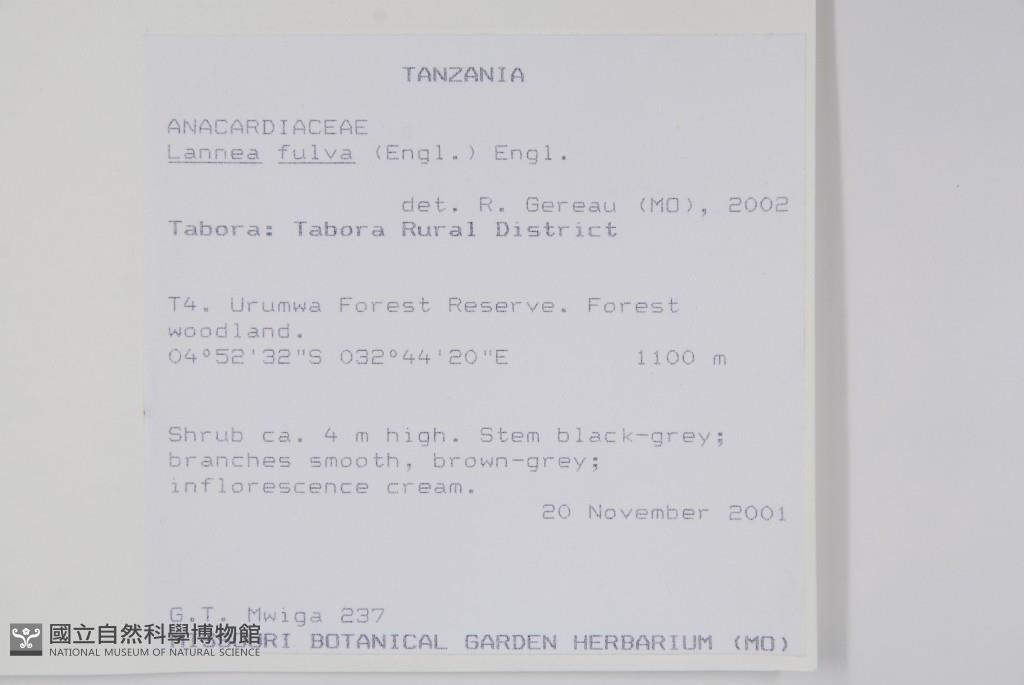 TANZANIA
ANACARDIACEAE
Lannea fulva (Engl.) Engl.
det. R. Gereau (MO), 2002
Tabora: Tabora Rural District
T4. Urumwa Forest Reserve. Forest
woodland.
04°52'32"S 032°44'20"E 1100 m
Shrub ca. 4 m high. Stem black-grey;
branches smooth, brown-grey;
inflorescence cream.
20 November 2001
G.T. Mwiga 237
MISSOURI BOTANICAL GARDEN HERBARIUM (MO)
國立自然科學博物館
NATIONAL MUSEUM OF NATURAL SCIENCE